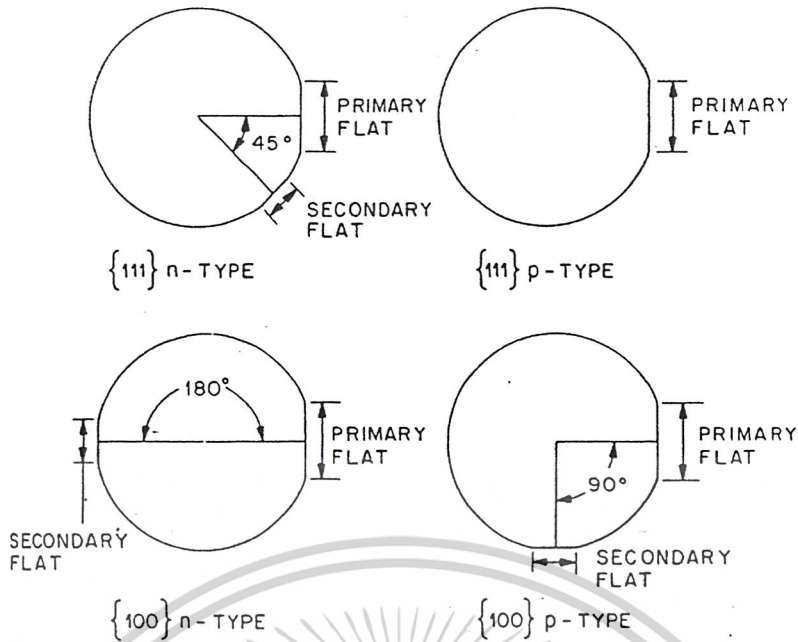 PRIMARY
FLAT
45°
SECONDARY
FLAT
{111} n-TYPE
PRIMARY
FLAT
{111} p-TYPE
180°
PRIMARY
FLAT
SECONDARY
FLAT
{100} n-TYPE
PRIMARY
FLAT
90°
SECONDARY
FLAT
{100} p-TYPE